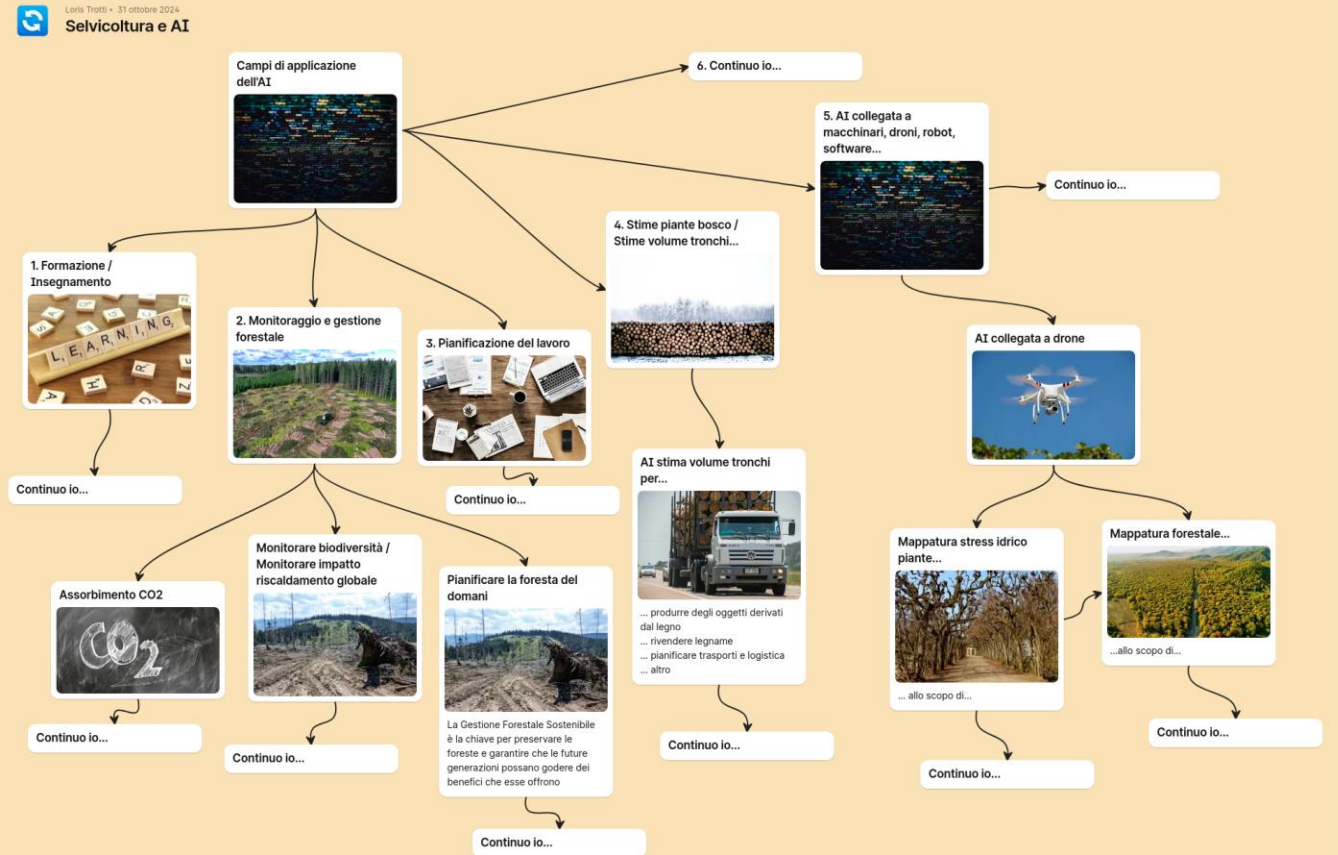 Loris Trotti • 31 ottobre 2024
Selvicoltura e AI
Campi di applicazione
dell'AI
6. Continuo io...
5. AI collegata a
macchinari, droni, robot,
software...
Continuo io...
4. Stime piante bosco /
Stime volume tronchi...
1. Formazione /
Insegnamento
LEARNING
2. Monitoraggio e gestione
forestale
3. Pianificazione del lavoro
AI collegata a drone
Continuo io...
Continuo io...
AI stima volume tronchi
per...
... produrre degli oggetti derivati
dal legno
... rivendere legname
... pianificare trasporti e logistica
... altro
Continuo io...
Mappatura stress idrico
piante...
... allo scopo di...
Continuo io...
Mappatura forestale...
...allo scopo di...
Continuo io...
Assorbimento CO2
CO2
Continuo io...
Monitorare biodiversità /
Monitorare impatto
riscaldamento globale
Continuo io...
Pianificare la foresta del
domani
La Gestione Forestale Sostenibile
è la chiave per preservare le
foreste e garantire che le future
generazioni possano godere dei
benefici che esse offrono
Continuo io...